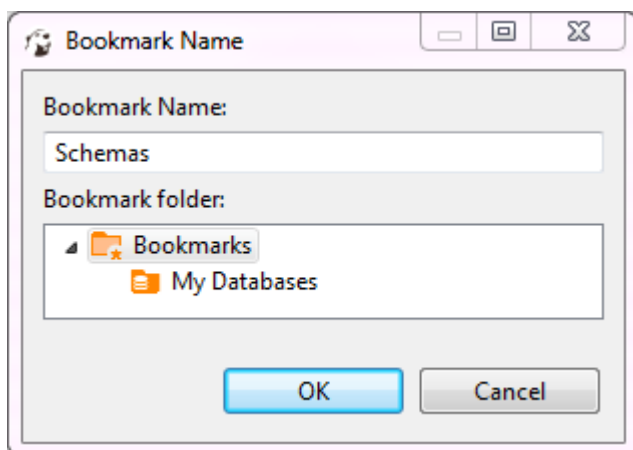 Bookmark Name
Bookmark Name:
Schemas
Bookmark folder:
Bookmarks
My Databases
OK Cancel